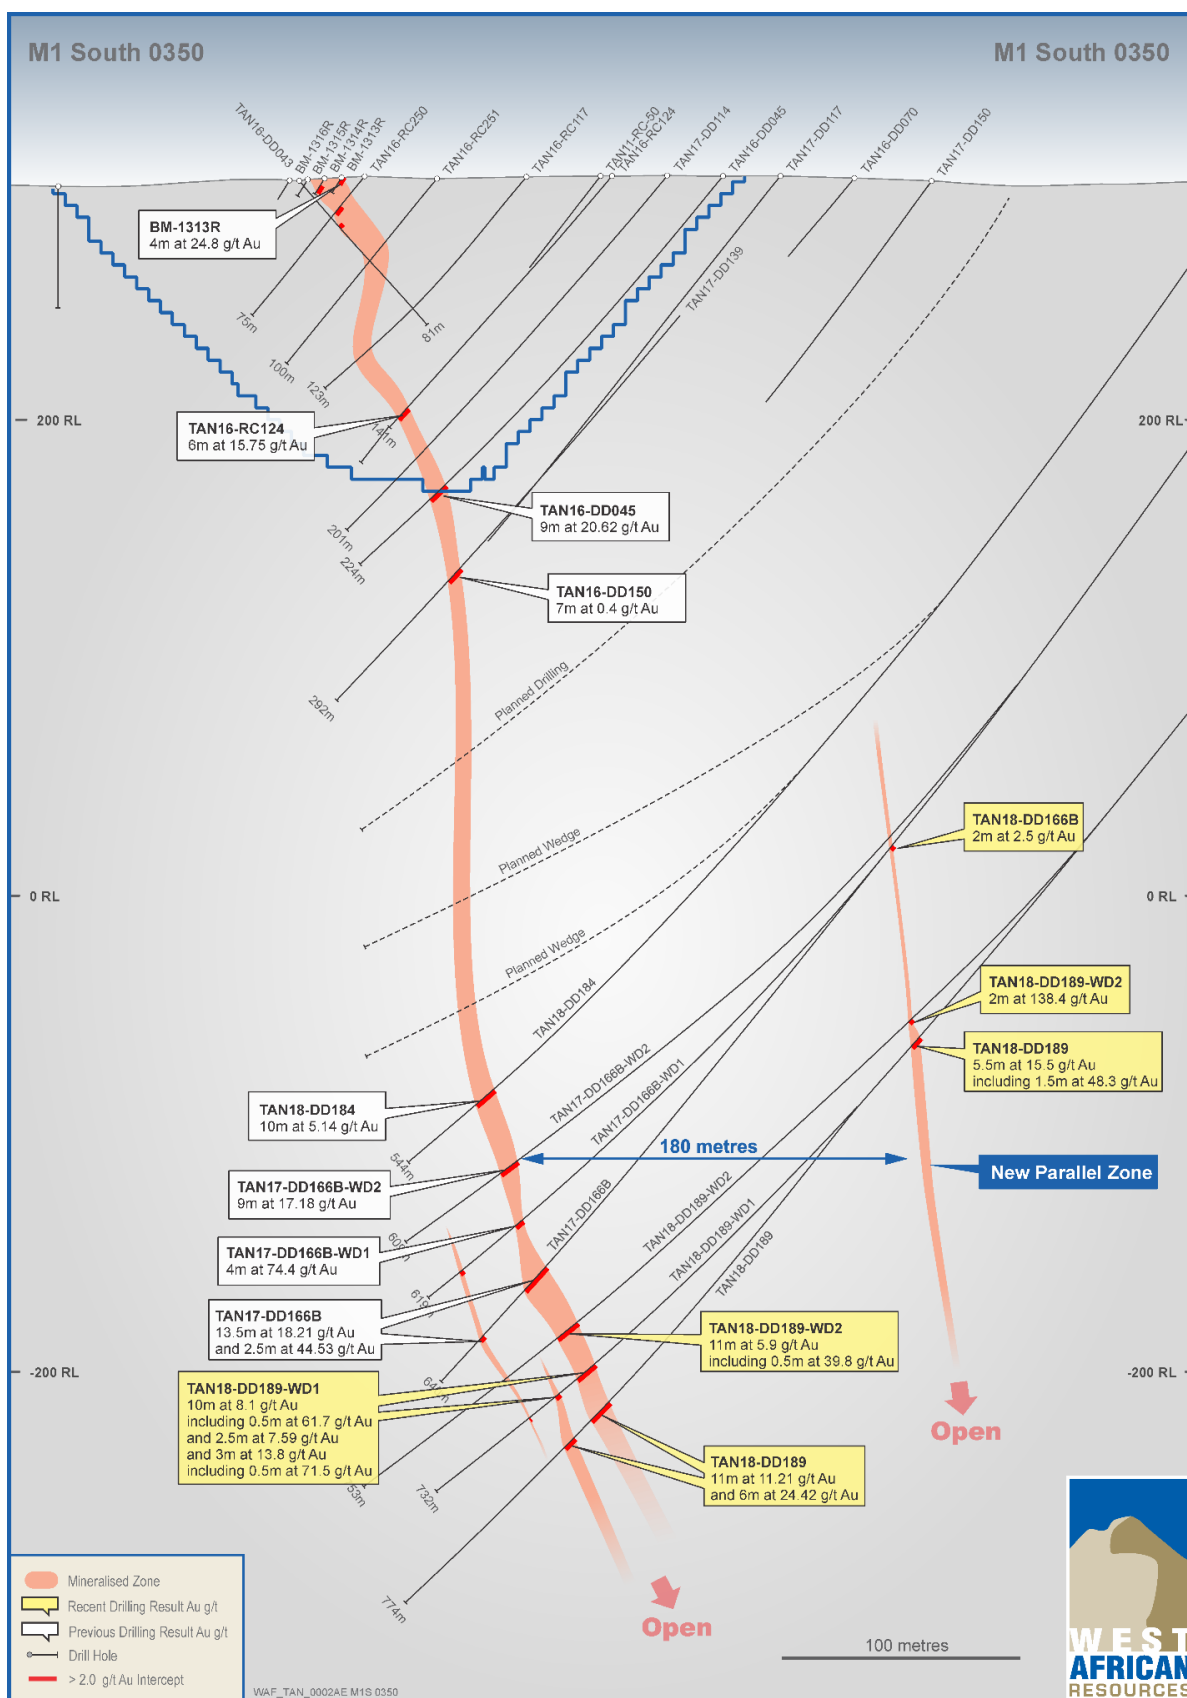 M1 South 0350
M1 South 0350
TAN16-DD043
BM-1316R
BM-1315R
BM-1314R
BM-1313R
TAN16-RC250
TAN16-RC251
TAN16-RC117
TAN11-RC-50
TAN16-RC124
TAN17-DD114
TAN16-DD045
TAN17-DD117
TAN16-DD070
TAN17-DD150
BM-1313R
4m at 24.8 g/t Au
TAN17-DD139
75m
81m
100m
123m
200 RL
200 RL
TAN16-RC124
6m at 15.75 g/t Au
141m
TAN16-DD045
9m at 20.62 g/t Au
201m
224m
TAN16-DD150
7m at 0.4 g/t Au
292m
Planned Drilling
TAN18-DD166B
2m at 2.5 g/t Au
Planned Wedge
0 RL
0 RL
Planned Wedge
TAN18-DD184
TAN18-DD189-WD2
2m at 138.4 g/t Au
TAN18-DD189
5.5m at 15.5 g/t Au
including 1.5m at 48.3 g/t Au
TAN17-DD166B-WD2
TAN17-DD166B-WD1
TAN18-DD184
10m at 5.14 g/t Au
544m
180 metres
New Parallel Zone
TAN17-DD166B-WD2
9m at 17.18 g/t Au
TAN17-DD166B
TAN18-DD189-WD2
TAN18-DD189-WD1
TAN18-DD189
TAN17-DD166B-WD1
4m at 74.4 g/t Au
619m
TAN17-DD166B
13.5m at 18.21 g/t Au
and 2.5m at 44.53 g/t Au
TAN18-DD189-WD2
11m at 5.9 g/t Au
including 0.5m at 39.8 g/t Au
-200 RL
-200 RL
TAN18-DD189-WD1
10m at 8.1 g/t Au
including 0.5m at 61.7 g/t Au
and 2.5m at 7.59 g/t Au
and 3m at 13.8 g/t Au
including 0.5m at 71.5 g/t Au
Open
TAN18-DD189
11m at 11.21 g/t Au
and 6m at 24.42 g/t Au
732m
774m
Open
Mineralised Zone
Recent Drilling Result Au g/t
Previous Drilling Result Au g/t
Drill Hole
> 2.0 g/t Au Intercept
100 metres
WAF_TAN_0002AE M1S 0350
WEST
AFRICAN
RESOURCES